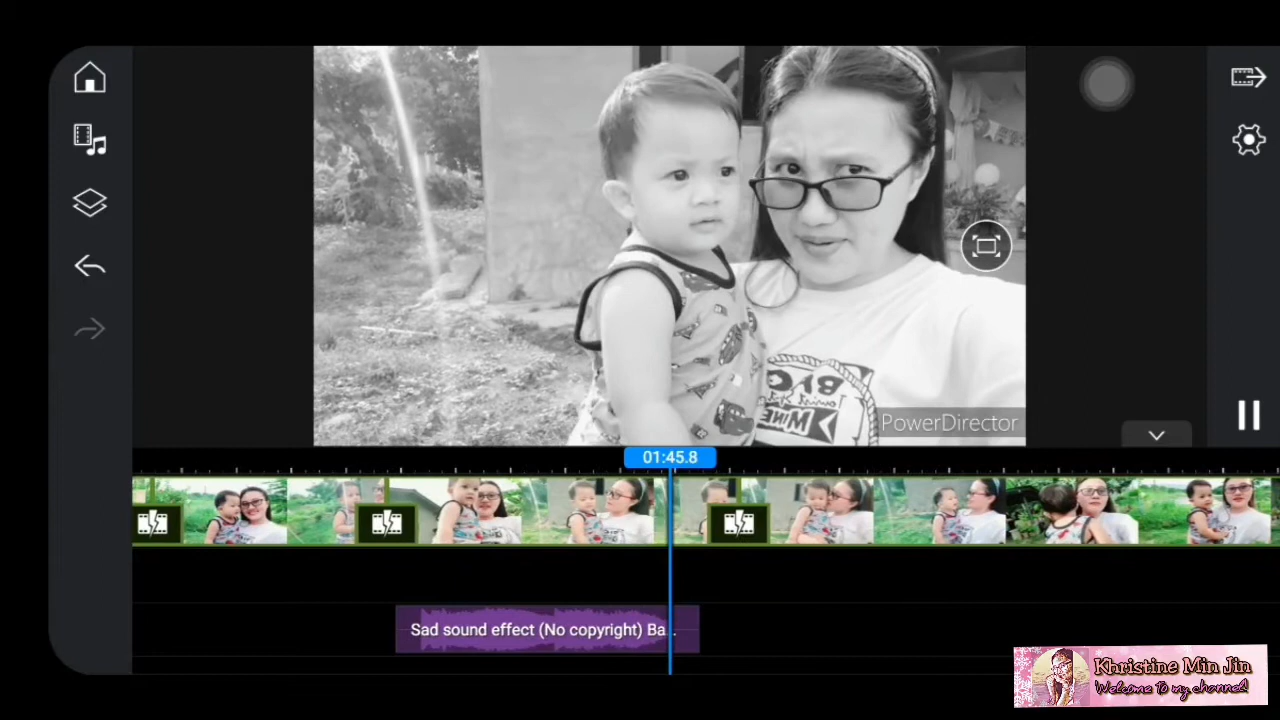 PowerDirector
01:45.8
Sad sound effect (No copyright) Ba...
Khristine Min Jin
Welcome To my channel